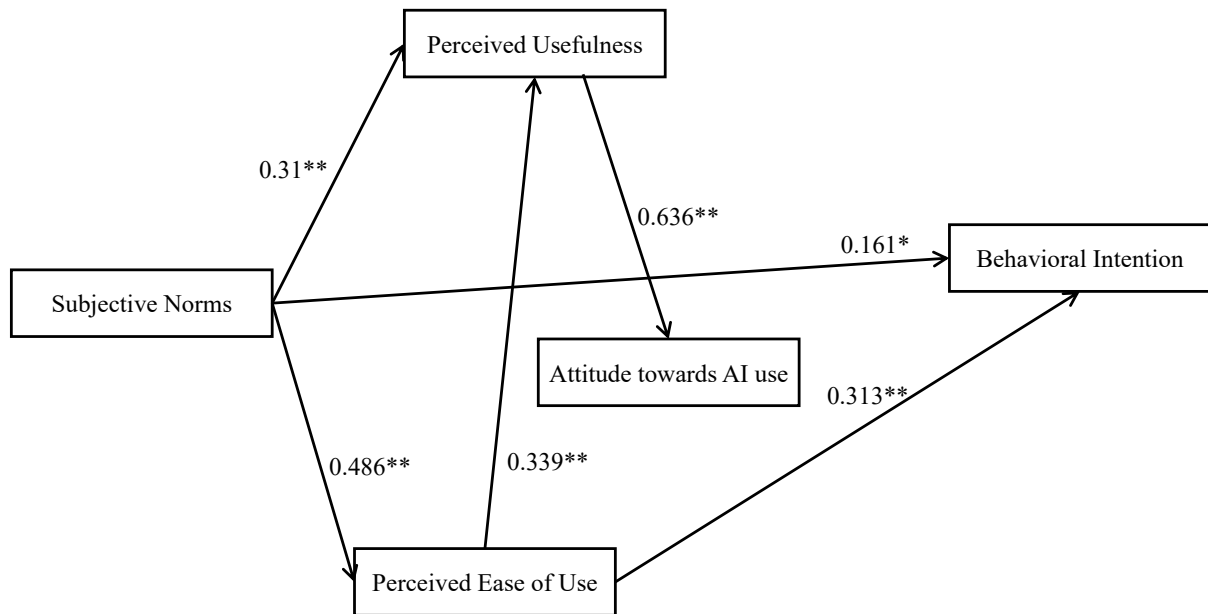 Perceived Usefulness
0.31**
0.636**
0.161*
Behavioral Intention
Subjective Norms
Attitude towards AI use
0.313**
0.486**
0.339**
Perceived Ease of Use